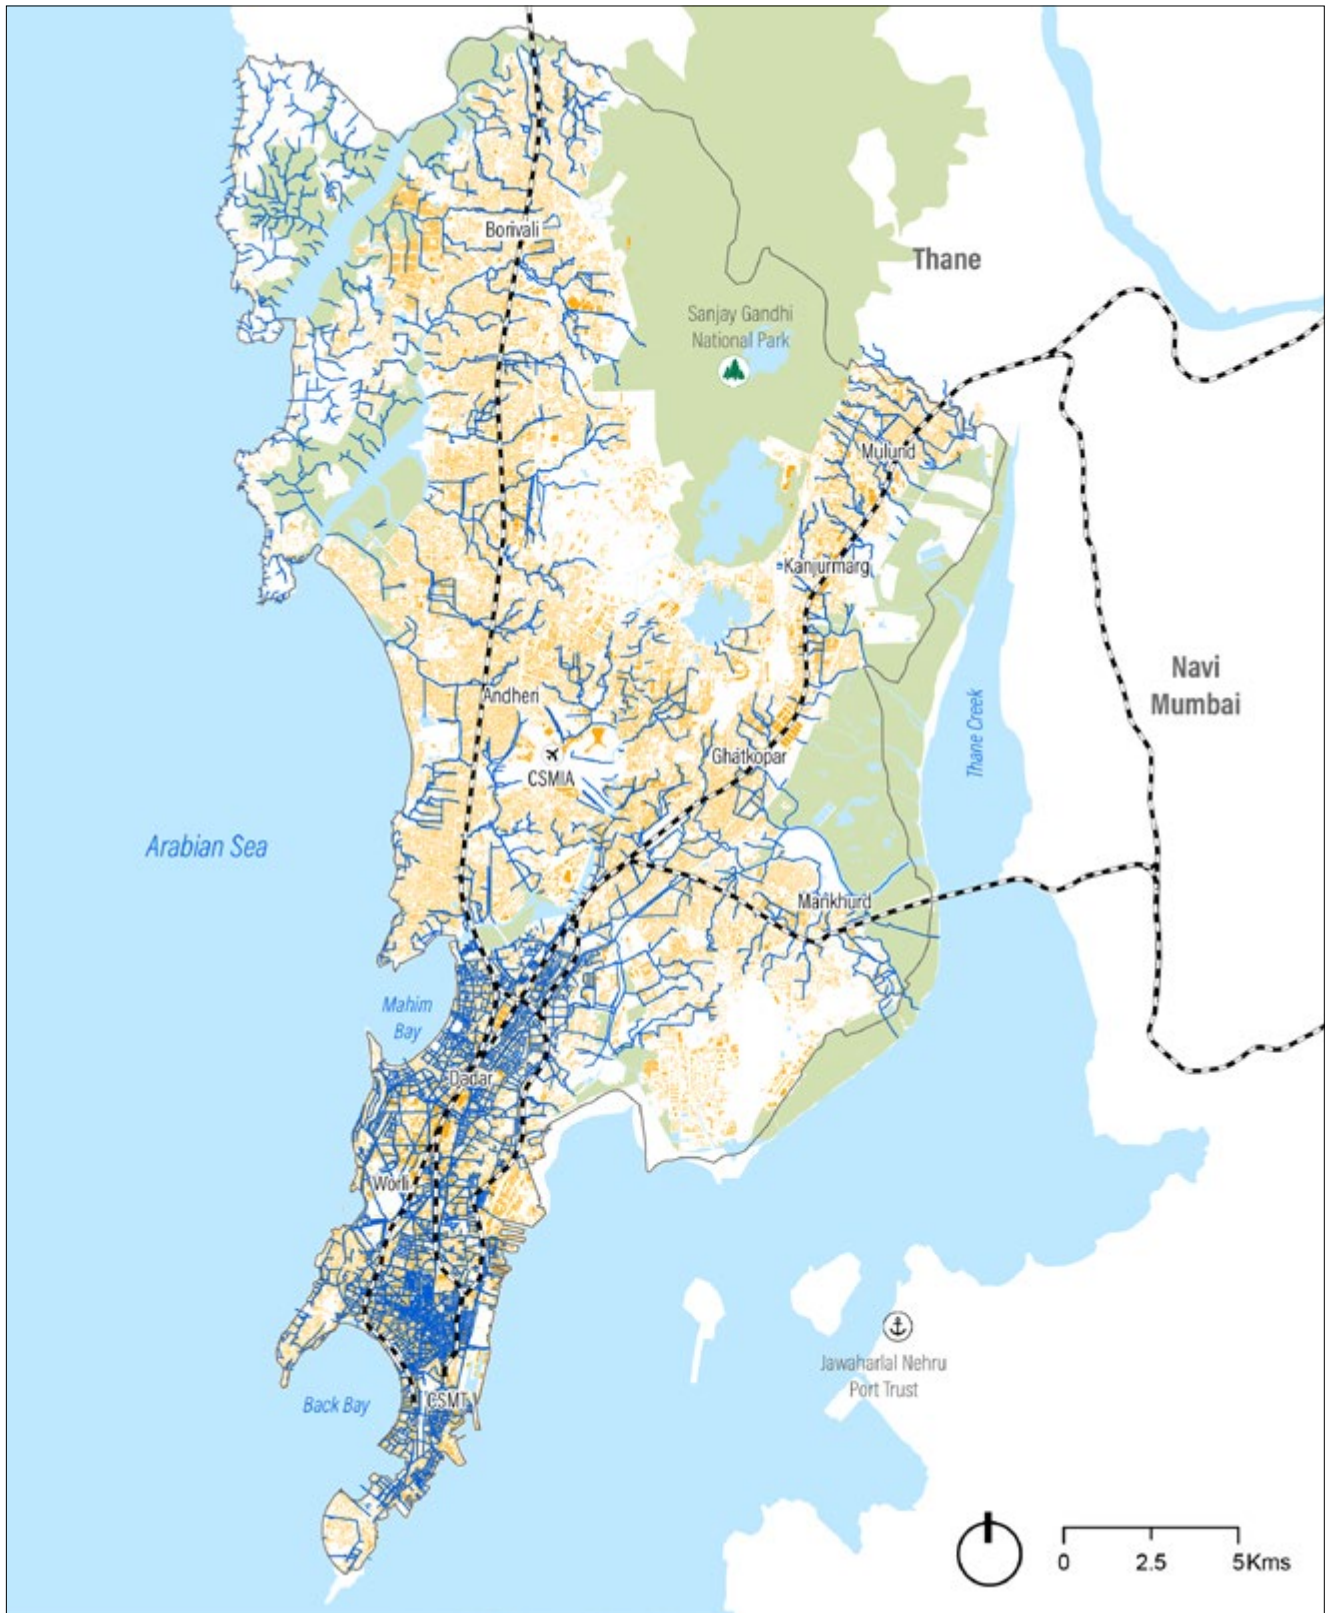 Borivali
Thane
Sanjay Gandhi
National Park
Mulund
Kanjurmarg
Navi
Mumbai
Andheri
Thane Creek
Ghatkopar
CSMIA
Arabian Sea
Mankhurd
Mahim
Bay
Dadar
Worli
Jawaharlal Nehru
Port Trust
Back Bay
CSMT
0 2.5 5Kms